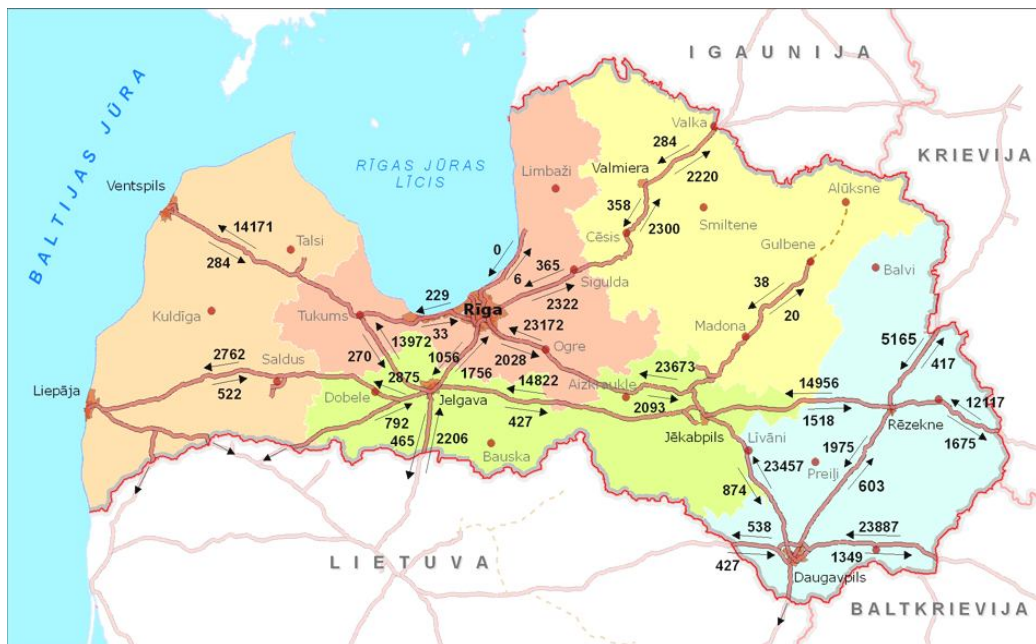 IGAUNIJA
BALTIJAS JŪRA
Valka
284
KRIEVIJA
RĪGAS JŪRAS
LĪCIS
Limbaži
Valmiera
2220
Ventspils
358
Alūksne
Smiltene
14171
2300
Cēsis
Talsi
0
Gulbene
284
6
365
Sigulda
Balvi
38
2322
229
Kuldīga
Tukums
Rīga
20
33
23172
Madona
5165
13972
Ogre
2762
270
1056
2028
417
Saldus
1756
23673
2875
14822
Aizkraukle
14956
Liepāja
522
Dobele
Jelgava
2093
12117
792
427
1518
Jēkabpils
Rēzekne
465
2206
Bauska
Līvāni
1975
1675
23457
Preiļi
874
603
538
23887
LIETUVA
427
1349
Daugavpils
BALTKRIEVIJA